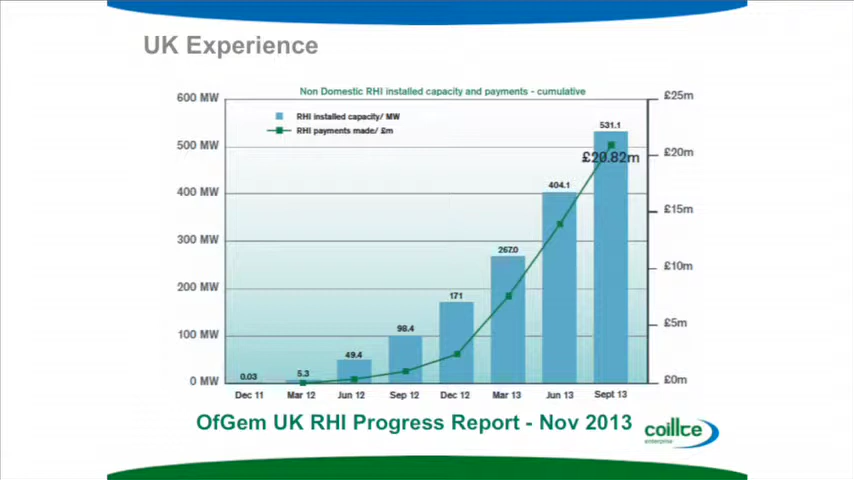 UK Experience
Non Domestic RHI installed capacity and payments - cumulative
600 MW
£25m
RHI installed capacity/ MW
RHI payments made/ £m
531.1
500 MW
£20.82m
£20m
404.1
400 MW
£15m
300 MW
267.0
£10m
200 MW
171
£5m
100 MW
98.4
49.4
0.03
5.3
0 MW
£0m
Dec 11 Mar 12 Jun 12 Sep 12 Dec 12 Mar 13 Jun 13 Sept 13
OfGem UK RHI Progress Report - Nov 2013
coillte
enterprise